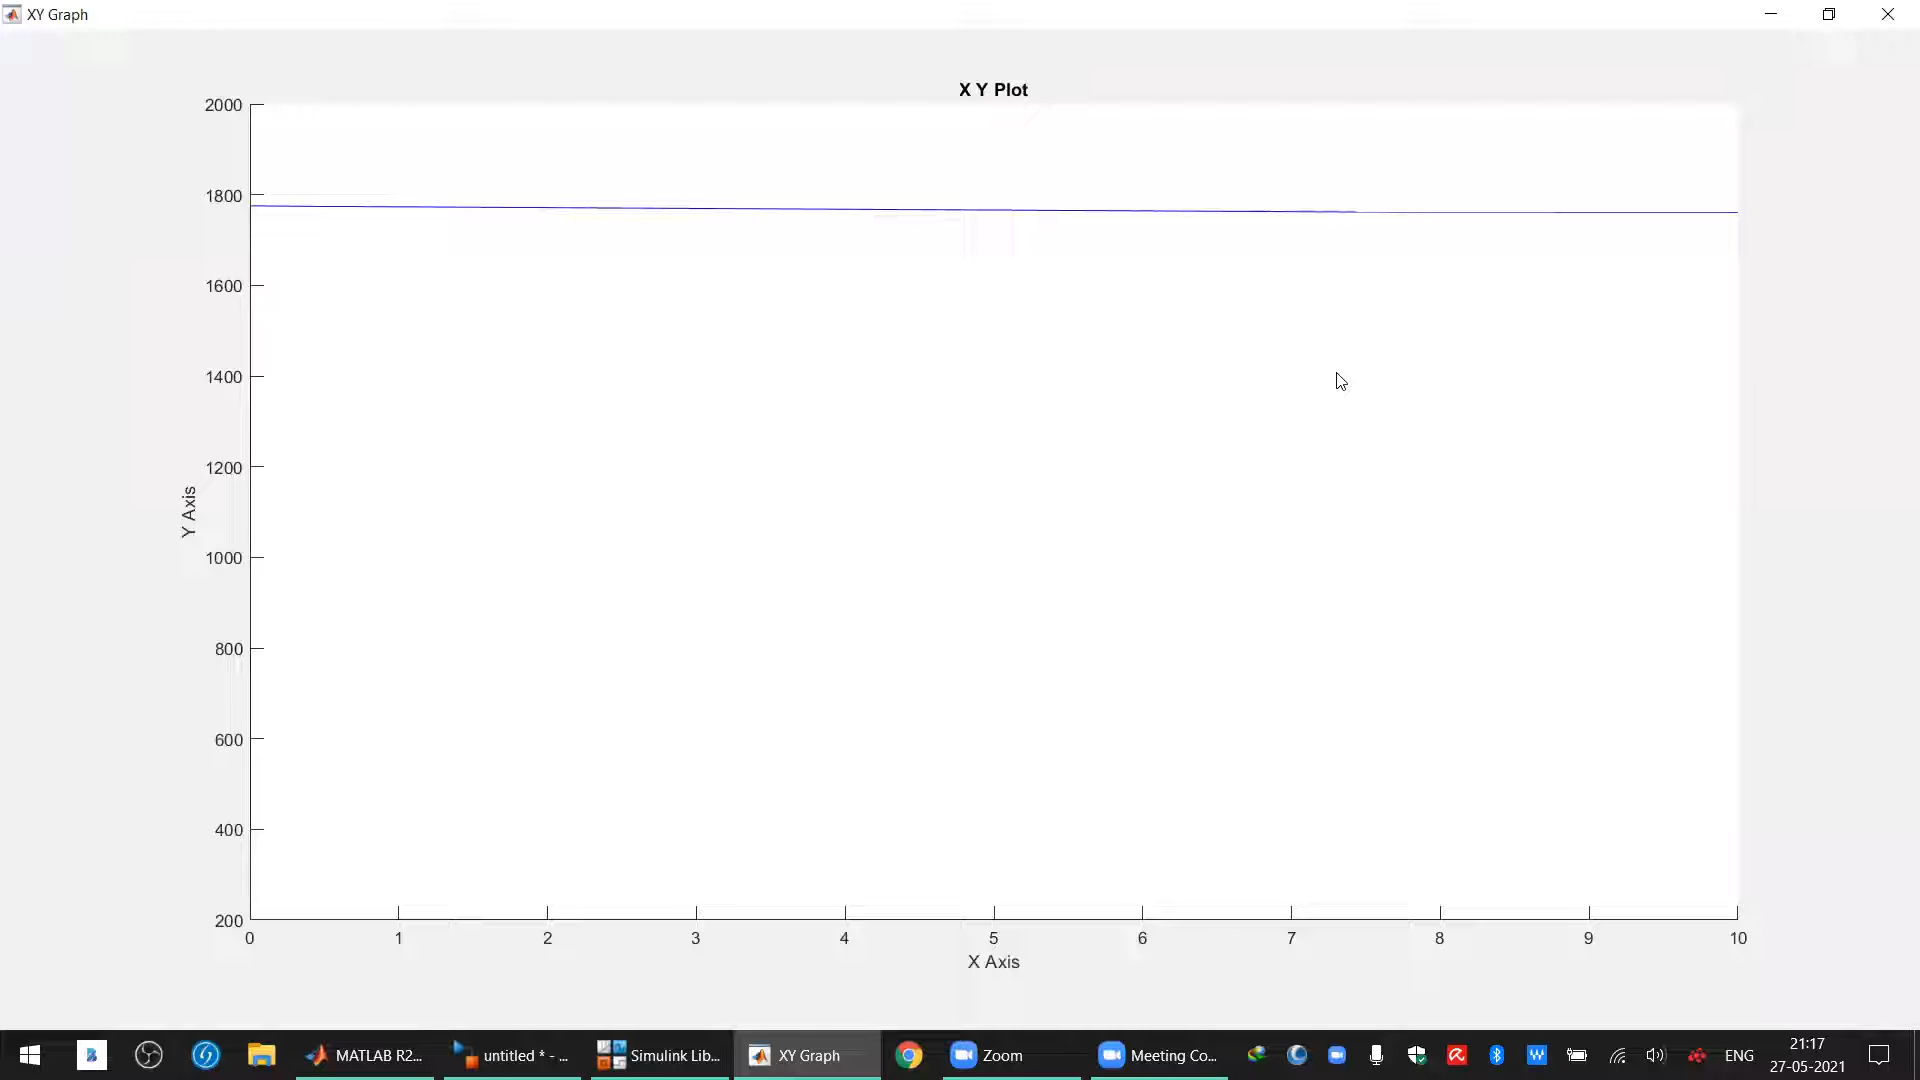 XY Graph
X Y Plot
2000
1800
1600
1400
1200
1000
800
600
400
200
Y Axis
0 1 2 3 4 5 6 7 8 9 10
X Axis
MATLAB R2... untitled * - ... Simulink Lib... XY Graph Zoom Meeting Co... ENG 21:17
27-05-2021